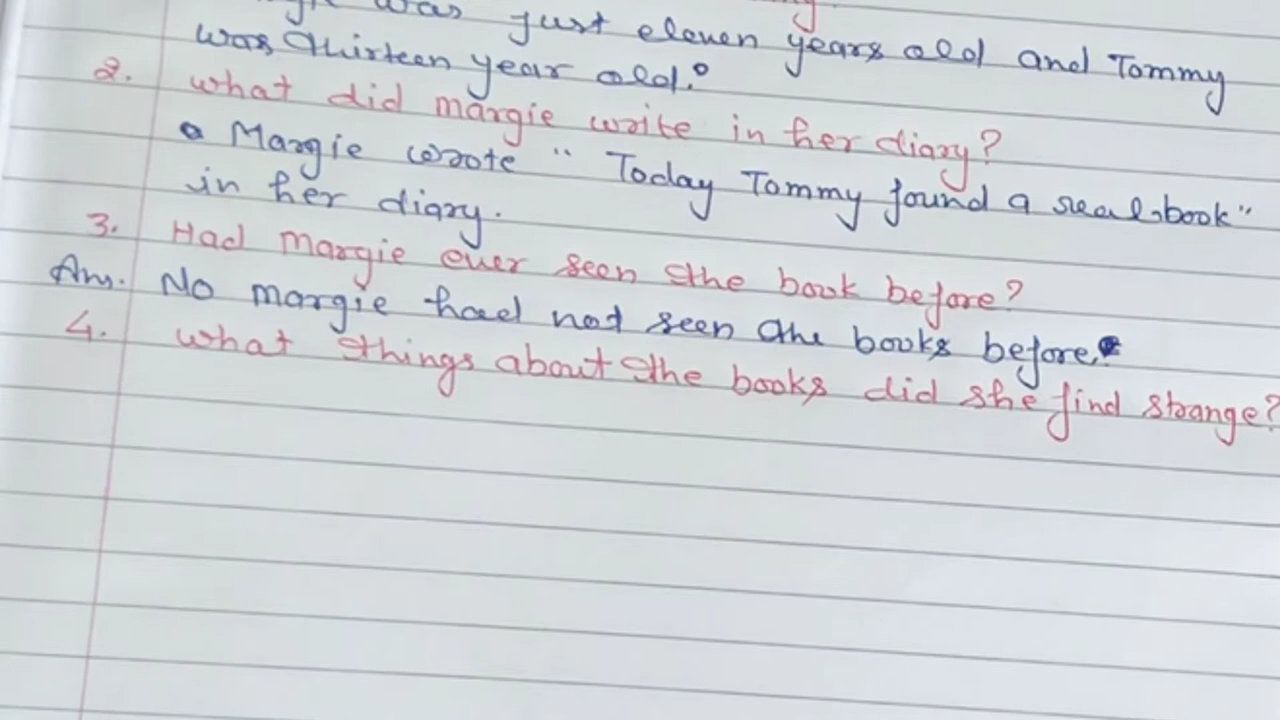 was just eleven years old and Tommy
was thirteen year old.
2. what did margie write in her diary?
Margie wrote " Today Tommy found a real book"
in her diary.
3. Had margie ever seen the book before?
Ans. No margie had not seen the books before.
4. what things about the books did she find strange?